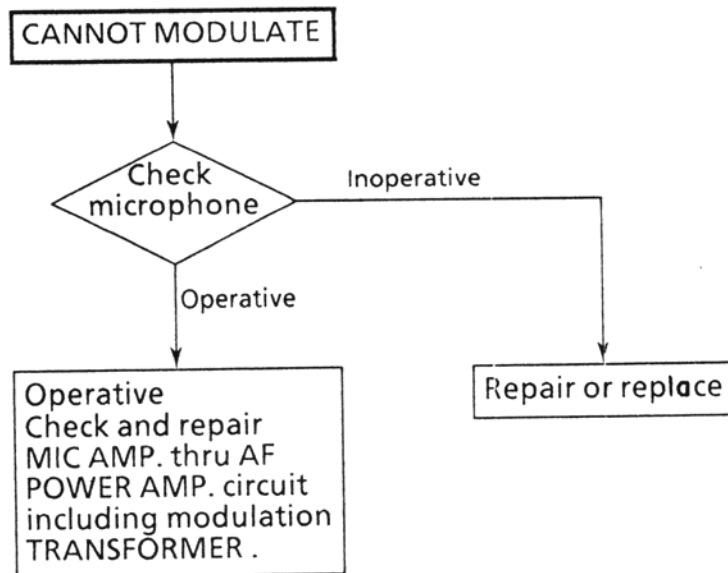 CANNOT MODULATE
Check
microphone
Inoperative
Operative
Operative
Check and repair
MIC AMP. thru AF
POWER AMP. circuit
including modulation
TRANSFORMER .
Repair or replace